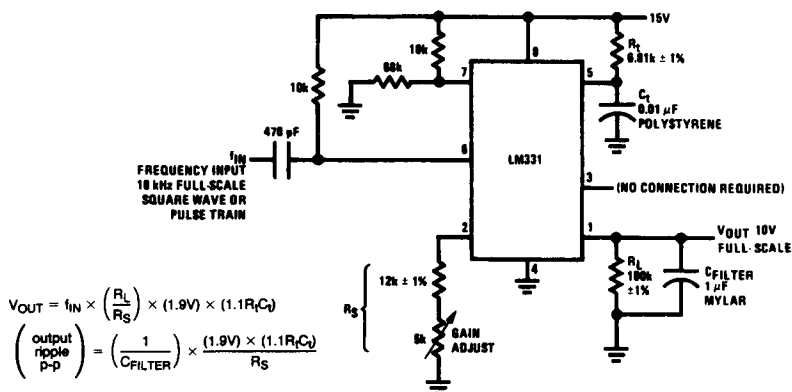 15V
10k
68k
10k
7
8
5
Rt
6.81k ± 1%
Ct
0.01 μF
POLYSTYRENE
470 pF
fIN
FREQUENCY INPUT
10 kHz FULL-SCALE
SQUARE WAVE OR
PULSE TRAIN
6
LM331
3
(NO CONNECTION REQUIRED)
2
4
1
VOUT 10V
FULL-SCALE
RL
100k
±1%
CFILTER
1 μF
MYLAR
RS
12k ± 1%
5k
GAIN
ADJUST
VOUT = fIN × (RL/RS) × (1.9V) × (1.1RtCt)
(output ripple p-p) = (1/CFILTER) × (1.9V) × (1.1RtCt)/RS